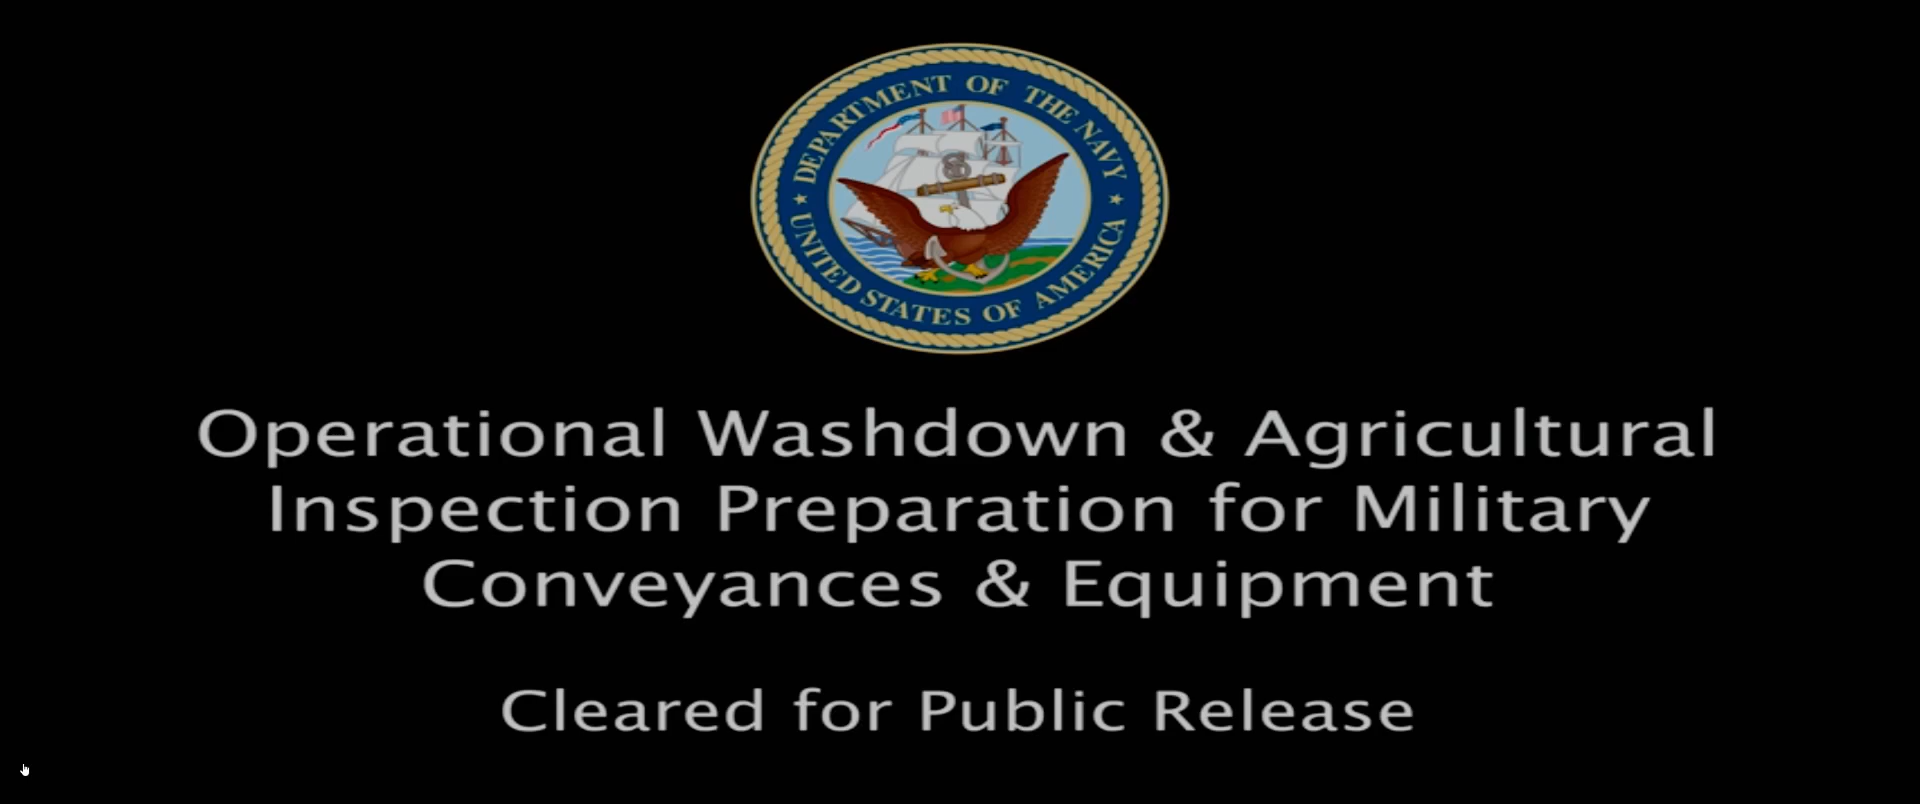 DEPARTMENT OF THE NAVY
UNITED STATES OF AMERICA
Operational Washdown & Agricultural
Inspection Preparation for Military
Conveyances & Equipment
Cleared for Public Release